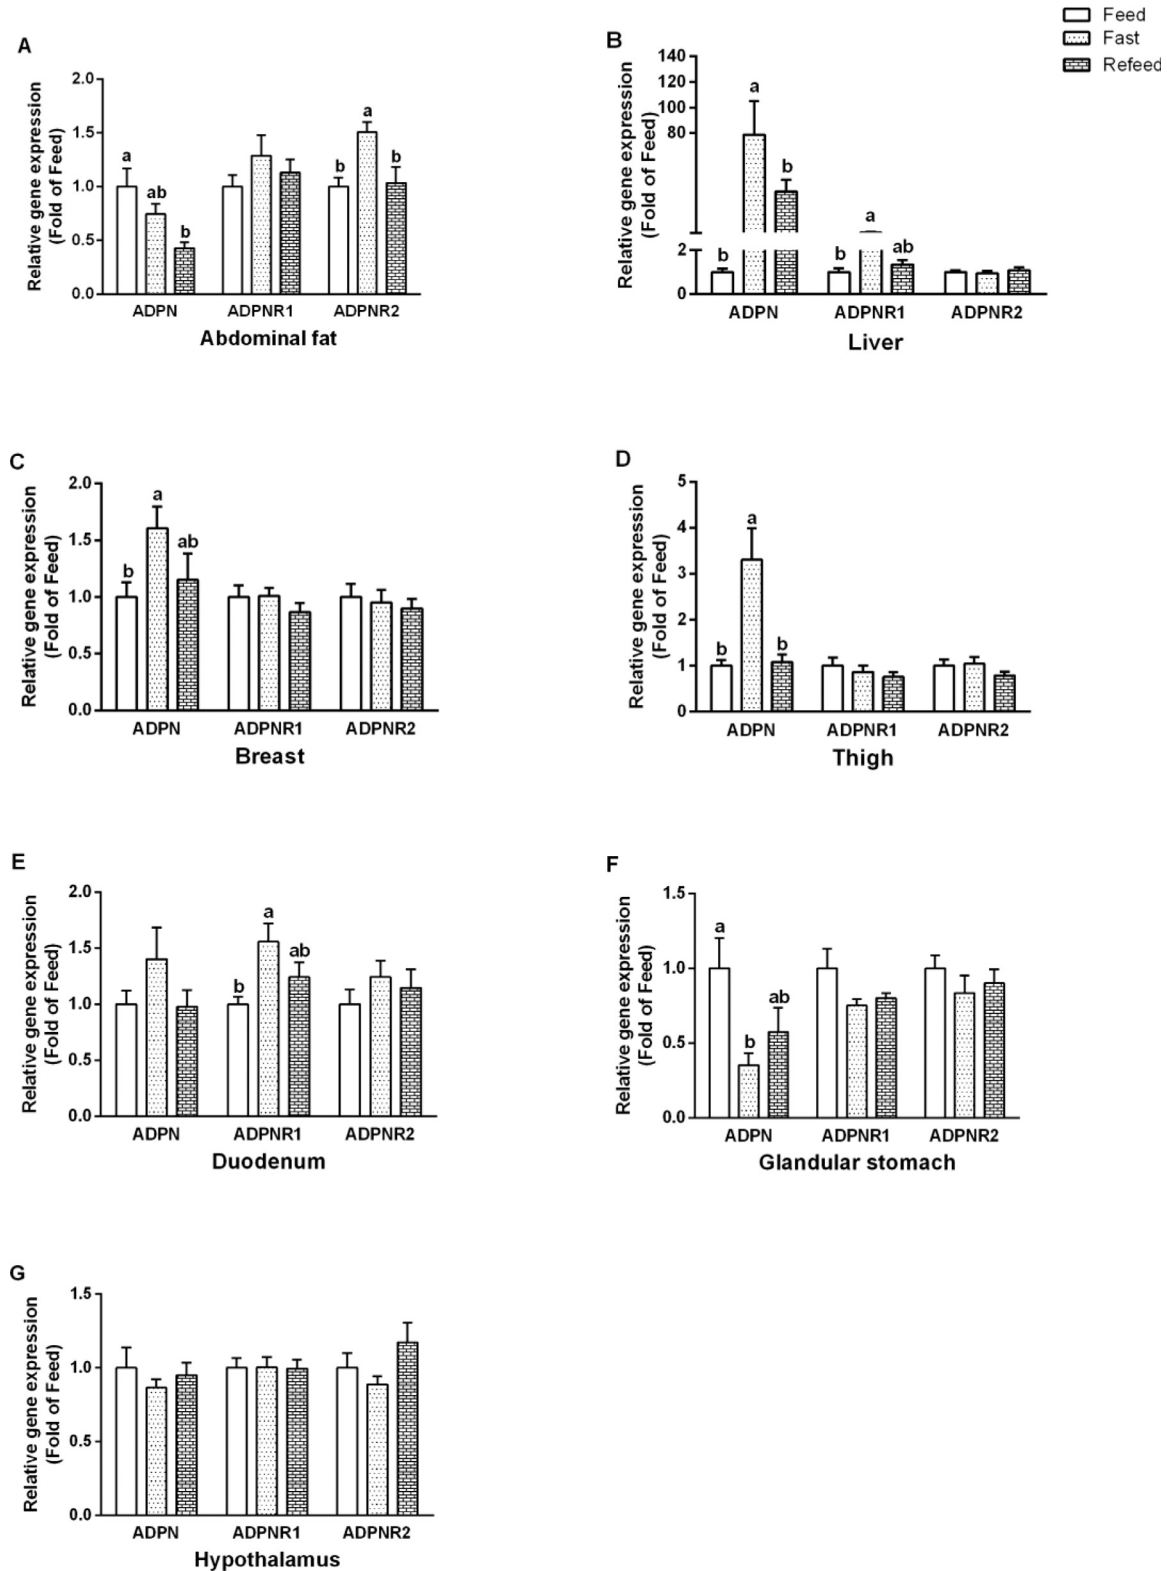 Feed
Fast
Refeed
A
Relative gene expression
(Fold of Feed)
2.0
1.5
1.0
0.5
0.0
a
ab
b
b
a
b
ADPN ADPNR1 ADPNR2
Abdominal fat
B
Relative gene expression
(Fold of Feed)
140
120
100
80
2
0
b
a
b
b
a
ab
ADPN ADPNR1 ADPNR2
Liver
C
Relative gene expression
(Fold of Feed)
2.0
1.5
1.0
0.5
0.0
b
a
ab
ADPN ADPNR1 ADPNR2
Breast
D
Relative gene expression
(Fold of Feed)
5
4
3
2
1
0
b
a
b
ADPN ADPNR1 ADPNR2
Thigh
E
Relative gene expression
(Fold of Feed)
2.0
1.5
1.0
0.5
0.0
b
a
ab
ADPN ADPNR1 ADPNR2
Duodenum
F
Relative gene expression
(Fold of Feed)
1.5
1.0
0.5
0.0
a
b
ab
ADPN ADPNR1 ADPNR2
Glandular stomach
G
Relative gene expression
(Fold of Feed)
1.5
1.0
0.5
0.0
ADPN ADPNR1 ADPNR2
Hypothalamus